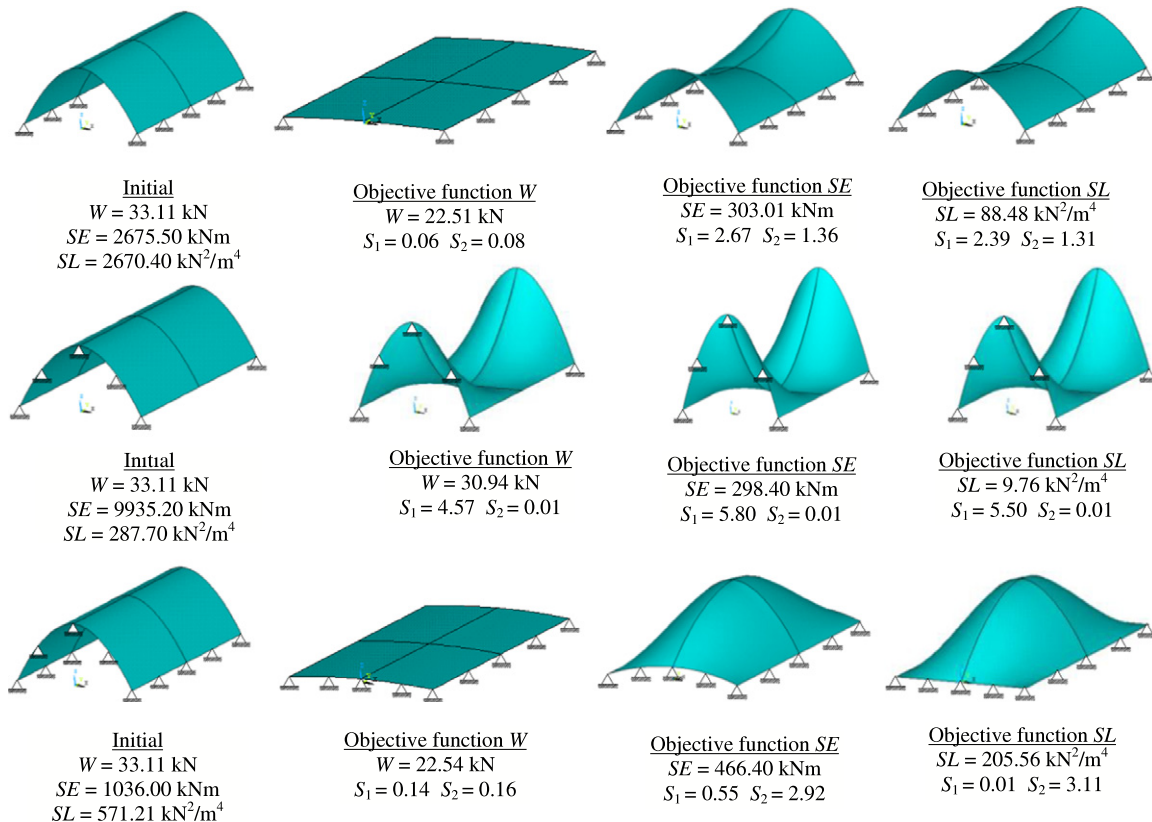 Initial
W = 33.11 kN
SE = 2675.50 kNm
SL = 2670.40 kN²/m⁴
Objective function W
W = 22.51 kN
S₁ = 0.06 S₂ = 0.08
Objective function SE
SE = 303.01 kNm
S₁ = 2.67 S₂ = 1.36
Objective function SL
SL = 88.48 kN²/m⁴
S₁ = 2.39 S₂ = 1.31
Initial
W = 33.11 kN
SE = 9935.20 kNm
SL = 287.70 kN²/m⁴
Objective function W
W = 30.94 kN
S₁ = 4.57 S₂ = 0.01
Objective function SE
SE = 298.40 kNm
S₁ = 5.80 S₂ = 0.01
Objective function SL
SL = 9.76 kN²/m⁴
S₁ = 5.50 S₂ = 0.01
Initial
W = 33.11 kN
SE = 1036.00 kNm
SL = 571.21 kN²/m⁴
Objective function W
W = 22.54 kN
S₁ = 0.14 S₂ = 0.16
Objective function SE
SE = 466.40 kNm
S₁ = 0.55 S₂ = 2.92
Objective function SL
SL = 205.56 kN²/m⁴
S₁ = 0.01 S₂ = 3.11